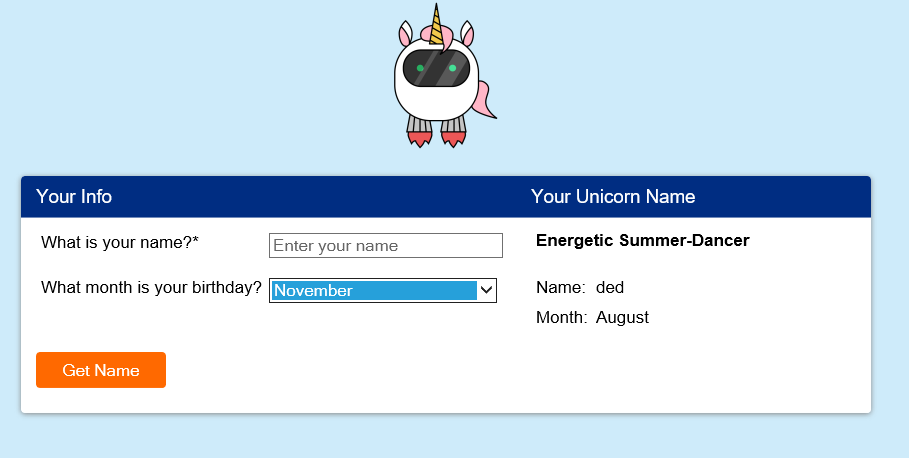 Your Info
Your Unicorn Name
What is your name?*
Enter your name
Energetic Summer-Dancer
What month is your birthday?
November
Name: ded
Month: August
Get Name